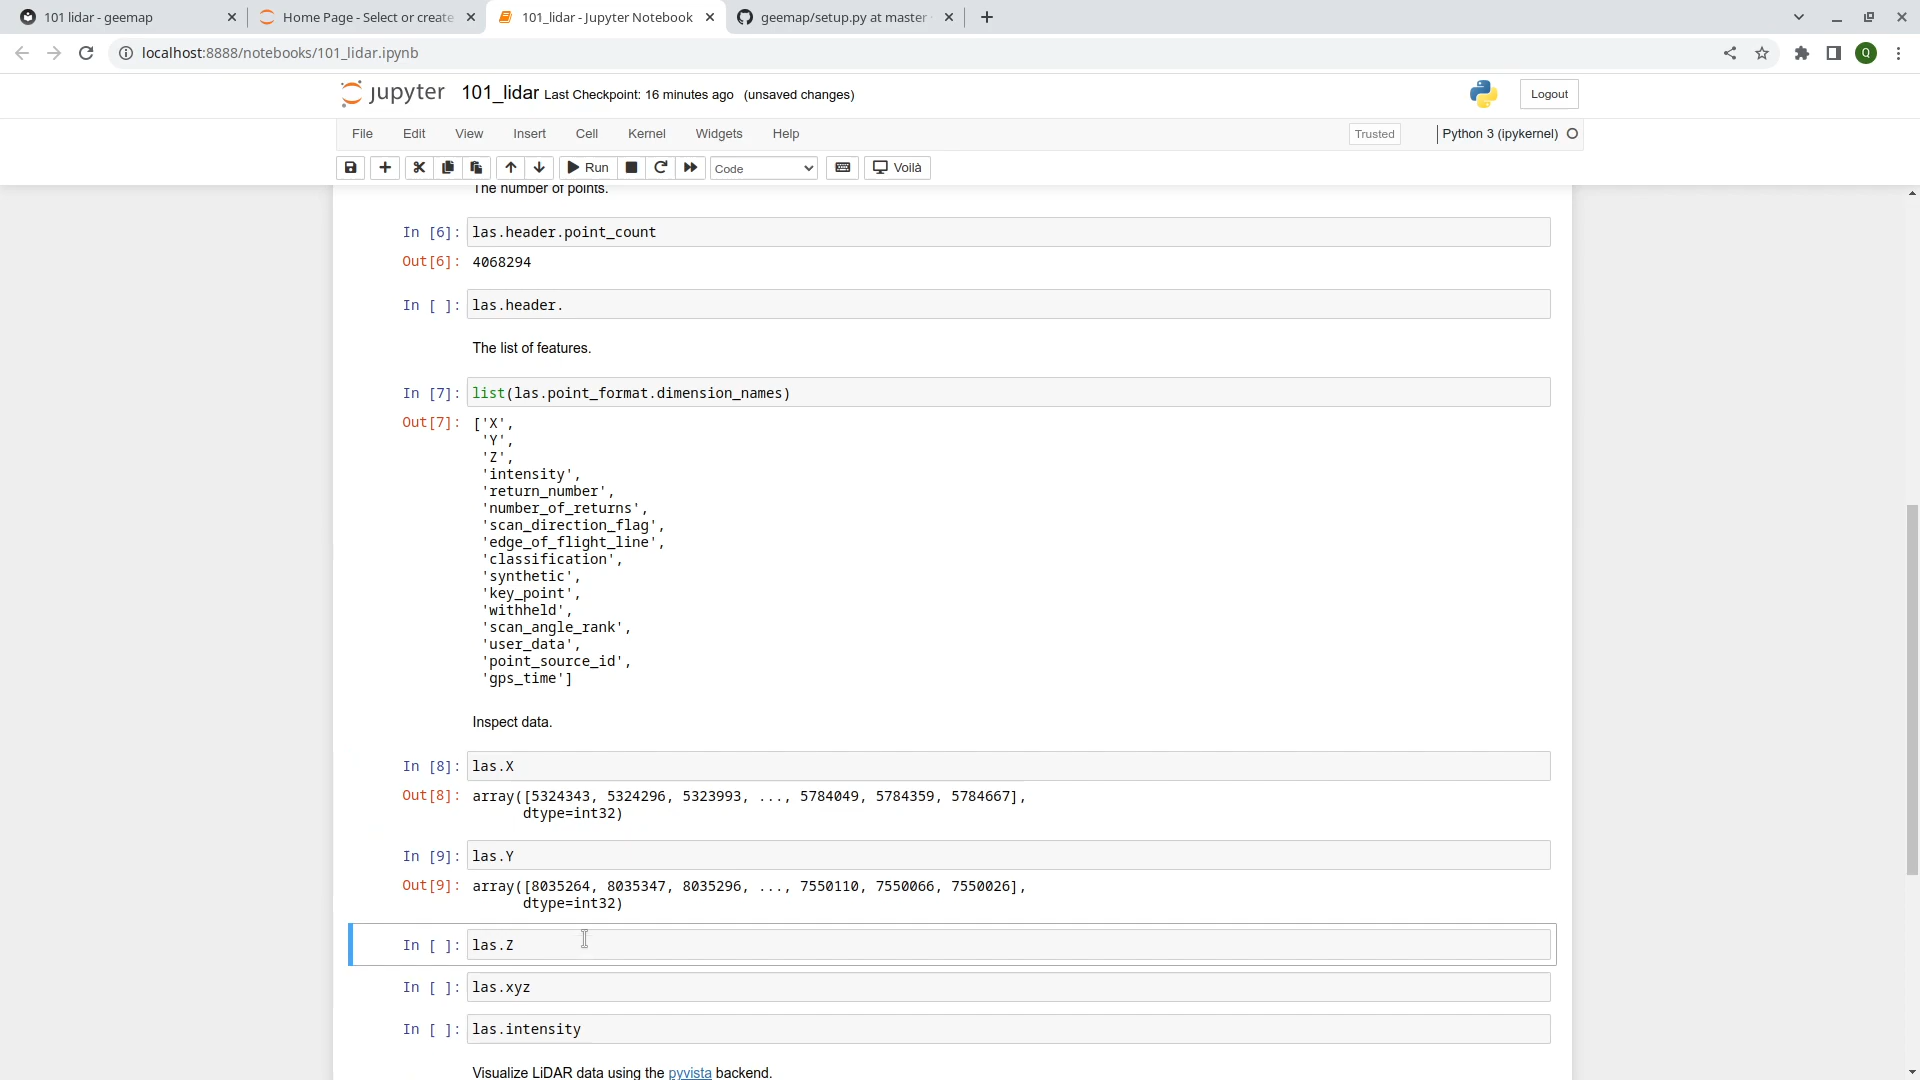 101 lidar - geemap
Home Page - Select or create
101_lidar - Jupyter Notebook
geemap/setup.py at master
localhost:8888/notebooks/101_lidar.ipynb
Q
jupyter 101_lidar Last Checkpoint: 16 minutes ago (unsaved changes)
Logout
File Edit View Insert Cell Kernel Widgets Help
Trusted
Python 3 (ipykernel)
Run
Code
Voilà
The number of points.
In [6]: las.header.point_count
Out[6]: 4068294
In [ ]: las.header.
The list of features.
In [7]: list(las.point_format.dimension_names)
Out[7]: ['X',
'Y',
'Z',
'intensity',
'return_number',
'number_of_returns',
'scan_direction_flag',
'edge_of_flight_line',
'classification',
'synthetic',
'key_point',
'withheld',
'scan_angle_rank',
'user_data',
'point_source_id',
'gps_time']
Inspect data.
In [8]: las.X
Out[8]: array([5324343, 5324296, 5323993, ..., 5784049, 5784359, 5784667],
dtype=int32)
In [9]: las.Y
Out[9]: array([8035264, 8035347, 8035296, ..., 7550110, 7550066, 7550026],
dtype=int32)
In [ ]: las.Z
In [ ]: las.xyz
In [ ]: las.intensity
Visualize LiDAR data using the pyvista backend.